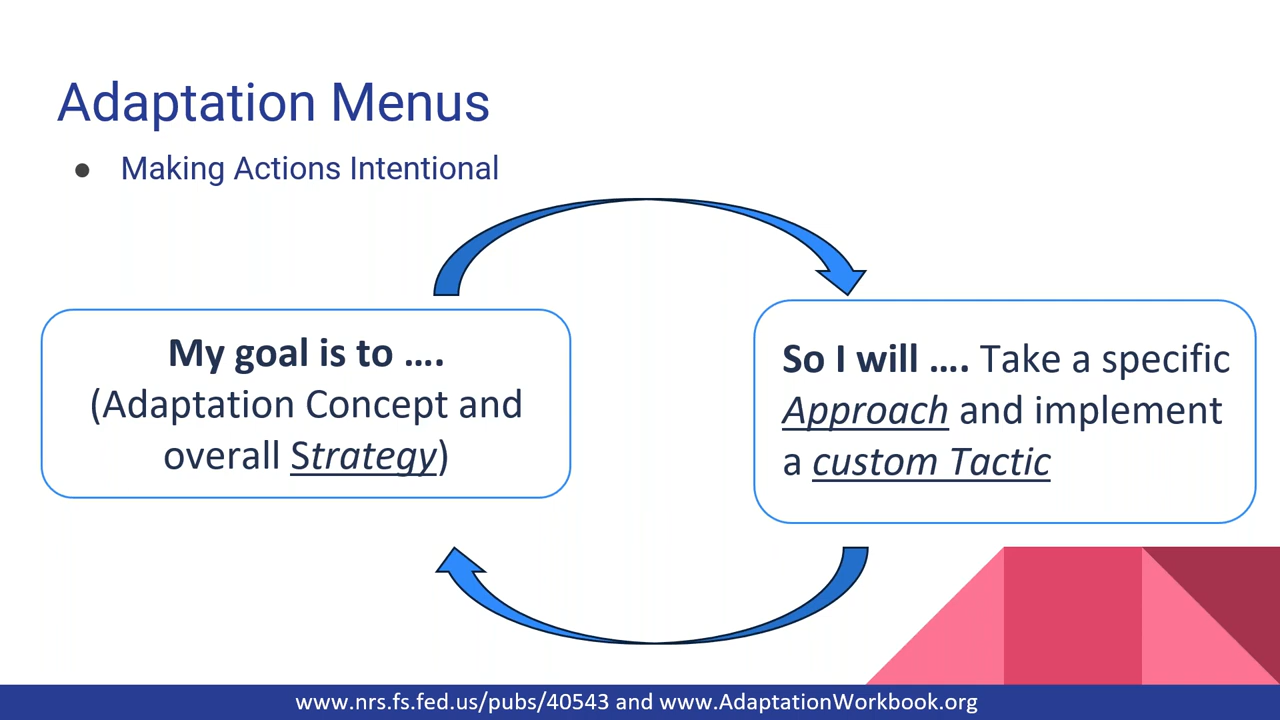 Adaptation Menus
● Making Actions Intentional
My goal is to ….
(Adaptation Concept and
overall Strategy)
So I will …. Take a specific
Approach and implement
a custom Tactic
www.nrs.fs.fed.us/pubs/40543 and www.AdaptationWorkbook.org